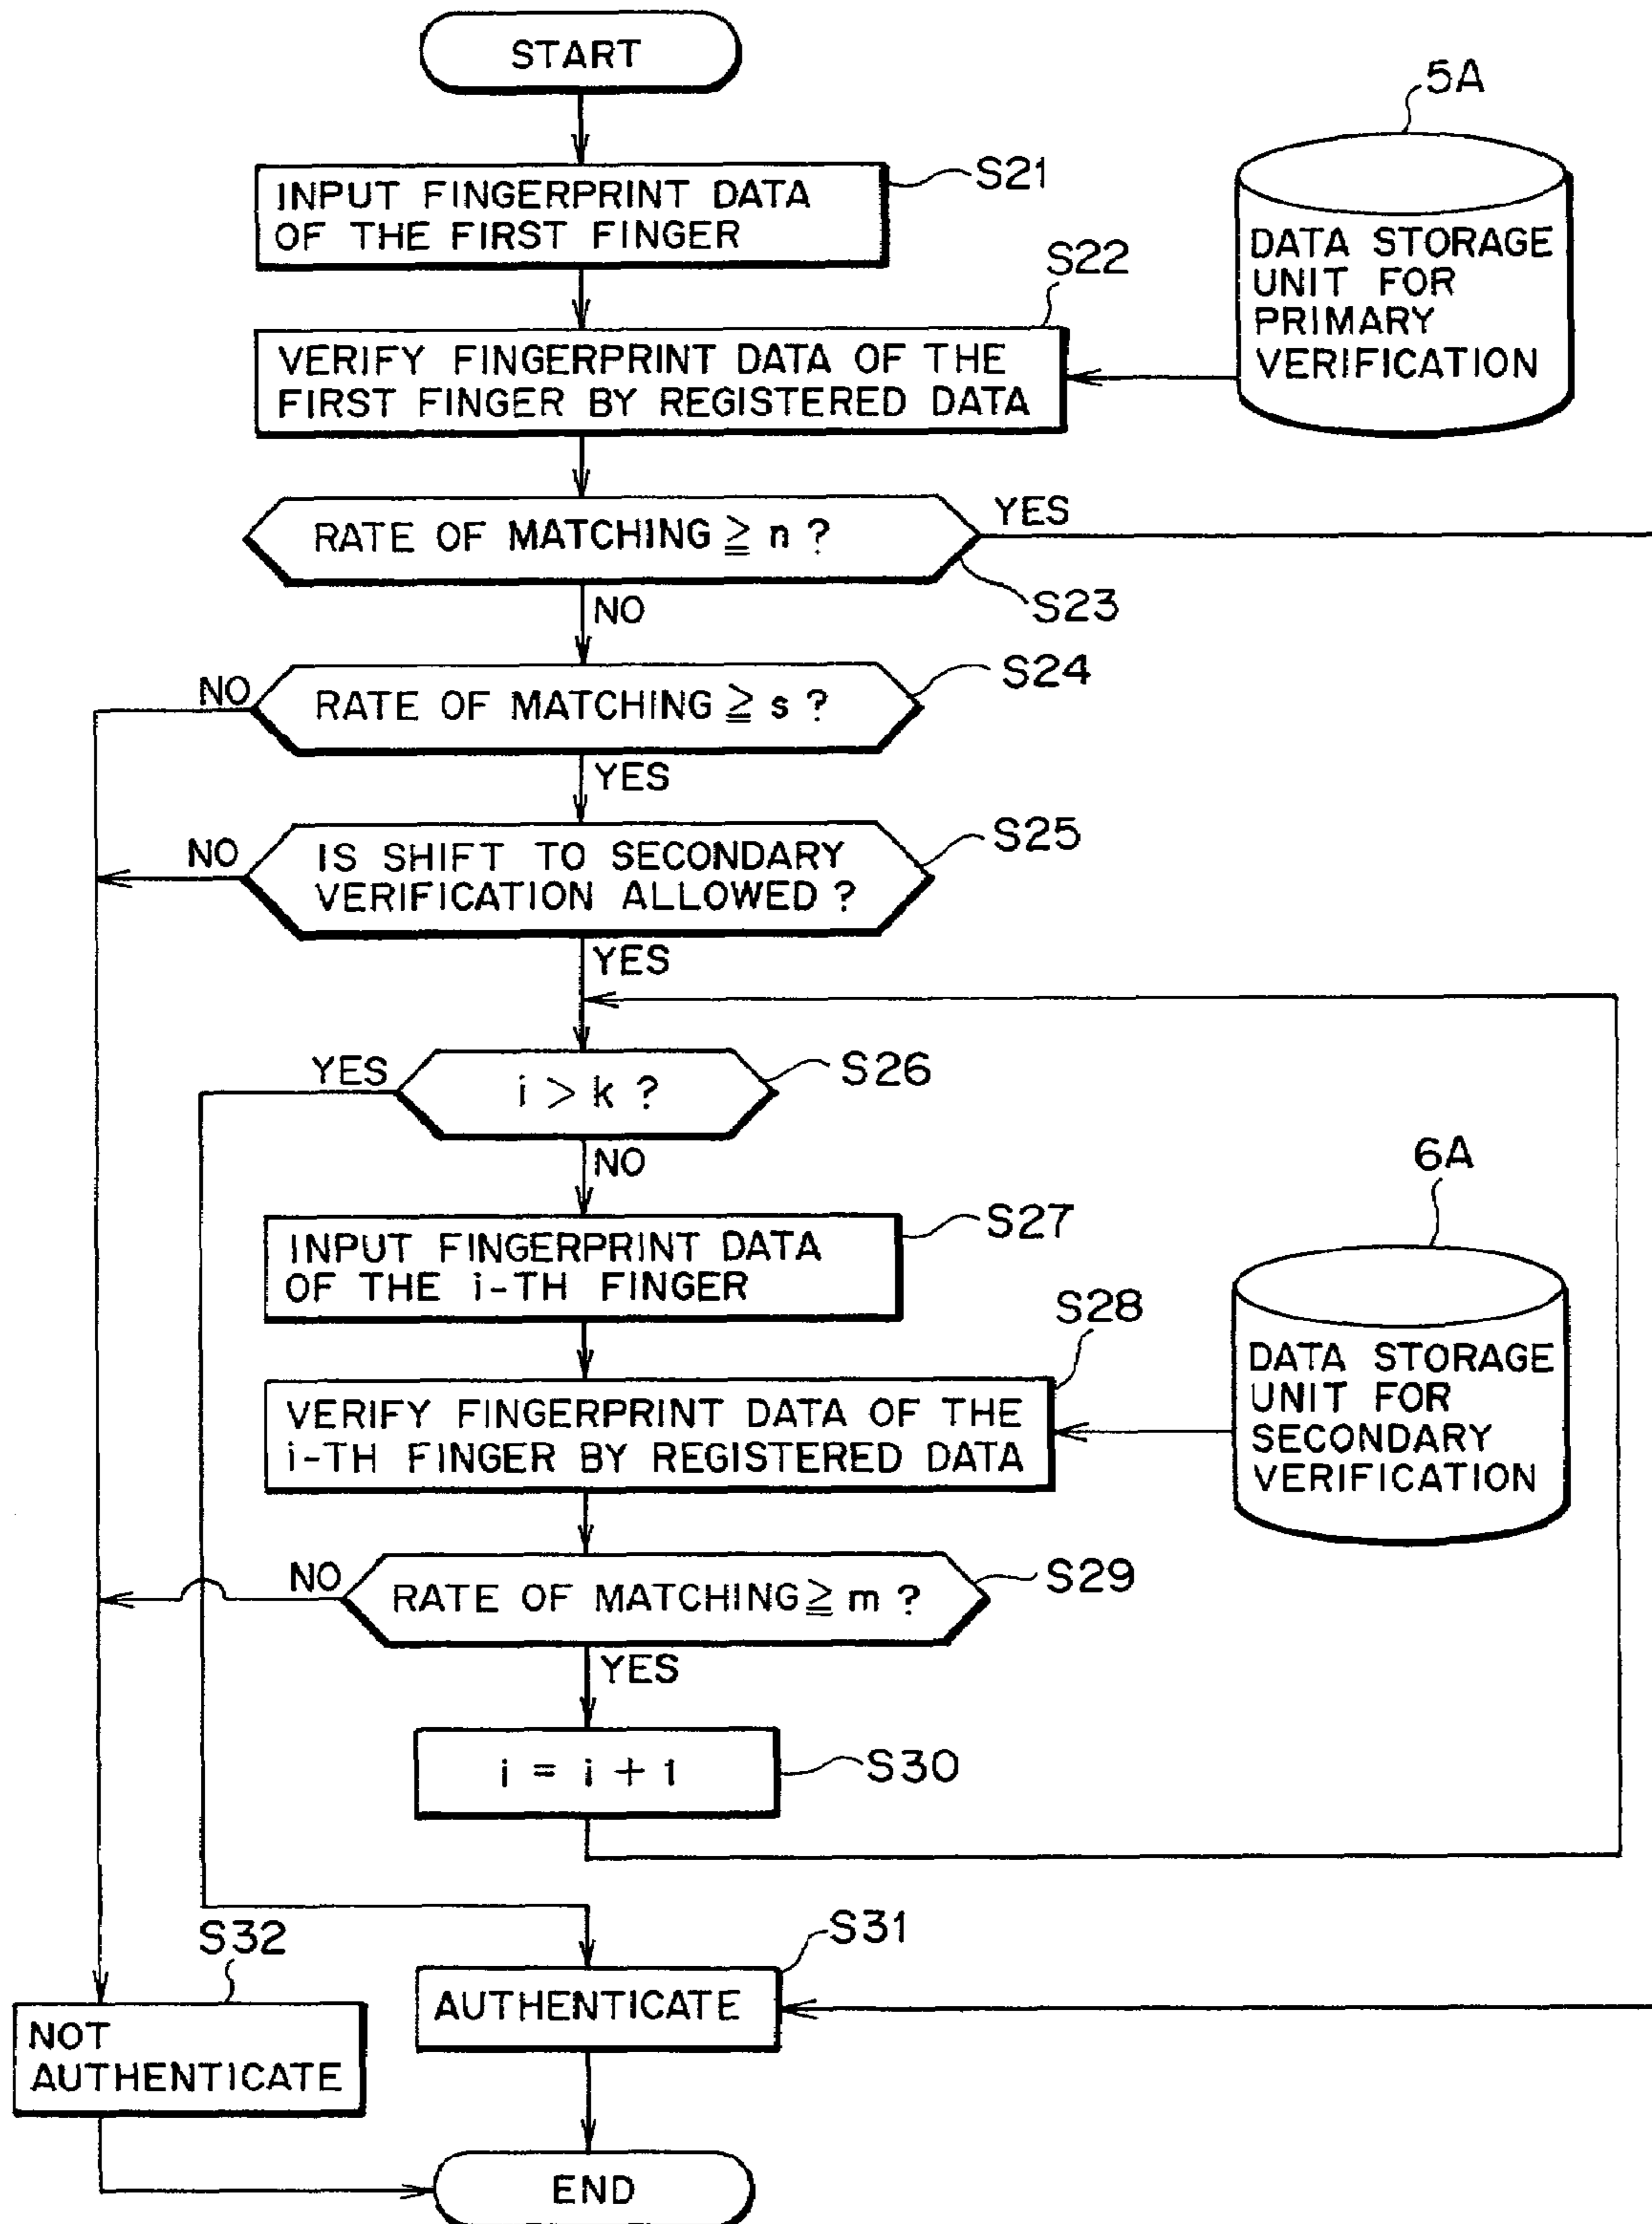 START
5A
S21
INPUT FINGERPRINT DATA
OF THE FIRST FINGER
S22
DATA STORAGE
UNIT FOR
PRIMARY
VERIFICATION
VERIFY FINGERPRINT DATA OF THE
FIRST FINGER BY REGISTERED DATA
YES
RATE OF MATCHING ≧ n ?
S23
NO
S24
NO
RATE OF MATCHING ≧ s ?
YES
S25
NO
IS SHIFT TO SECONDARY
VERIFICATION ALLOWED ?
YES
YES
S26
i > k ?
NO
6A
S27
INPUT FINGERPRINT DATA
OF THE i-TH FINGER
S28
DATA STORAGE
UNIT FOR
SECONDARY
VERIFICATION
VERIFY FINGERPRINT DATA OF THE
i-TH FINGER BY REGISTERED DATA
NO
S29
RATE OF MATCHING ≧ m ?
YES
S30
i = i + 1
S32
S31
AUTHENTICATE
NOT
AUTHENTICATE
END